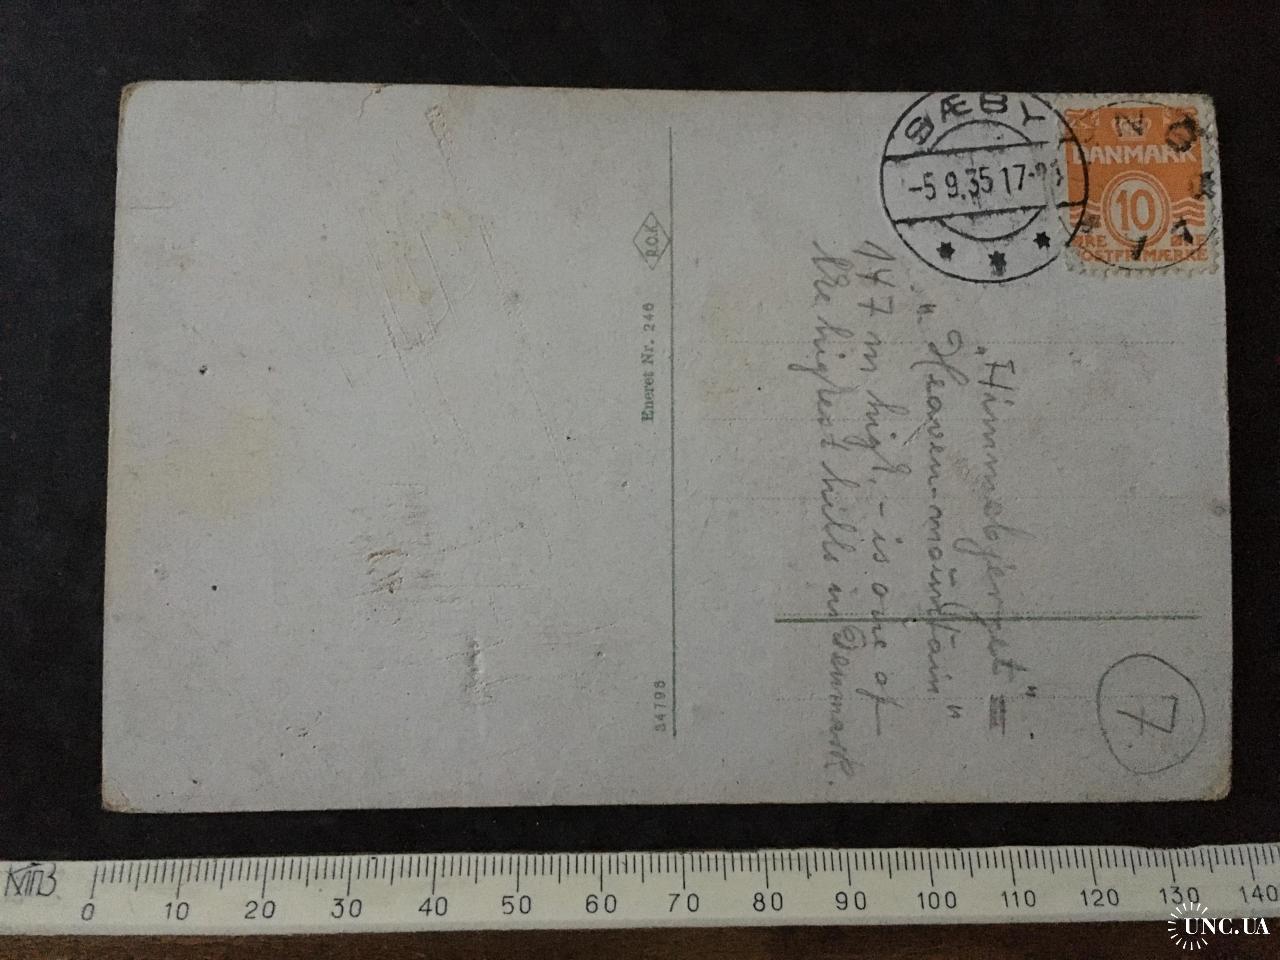 SÆBY
-5 9.35 17-
DANMARK
10
ØRE ØRE
POSTFRIMÆRKE
R.O.K.
Eneret Nr. 246
34798
„Himmelbjerget" =
„Heaven-mountain"
147 m high, - is one of
the highest hills in Denmark.
7.
0 10 20 30 40 50 60 70 80 90 100 110 120 130 140
UNC.UA